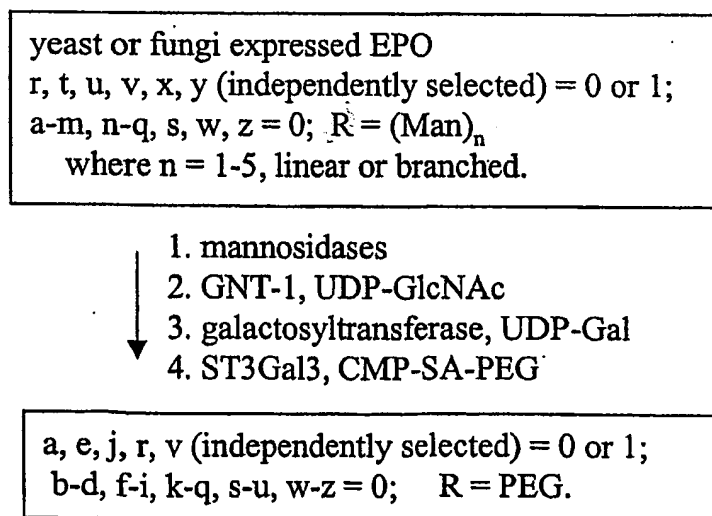 yeast or fungi expressed EPO
r, t, u, v, x, y (independently selected) = 0 or 1;
a-m, n-q, s, w, z = 0; R = (Man)n
where n = 1-5, linear or branched.
1. mannosidases
2. GNT-1, UDP-GlcNAc
3. galactosyltransferase, UDP-Gal
4. ST3Gal3, CMP-SA-PEG
a, e, j, r, v (independently selected) = 0 or 1;
b-d, f-i, k-q, s-u, w-z = 0; R = PEG.